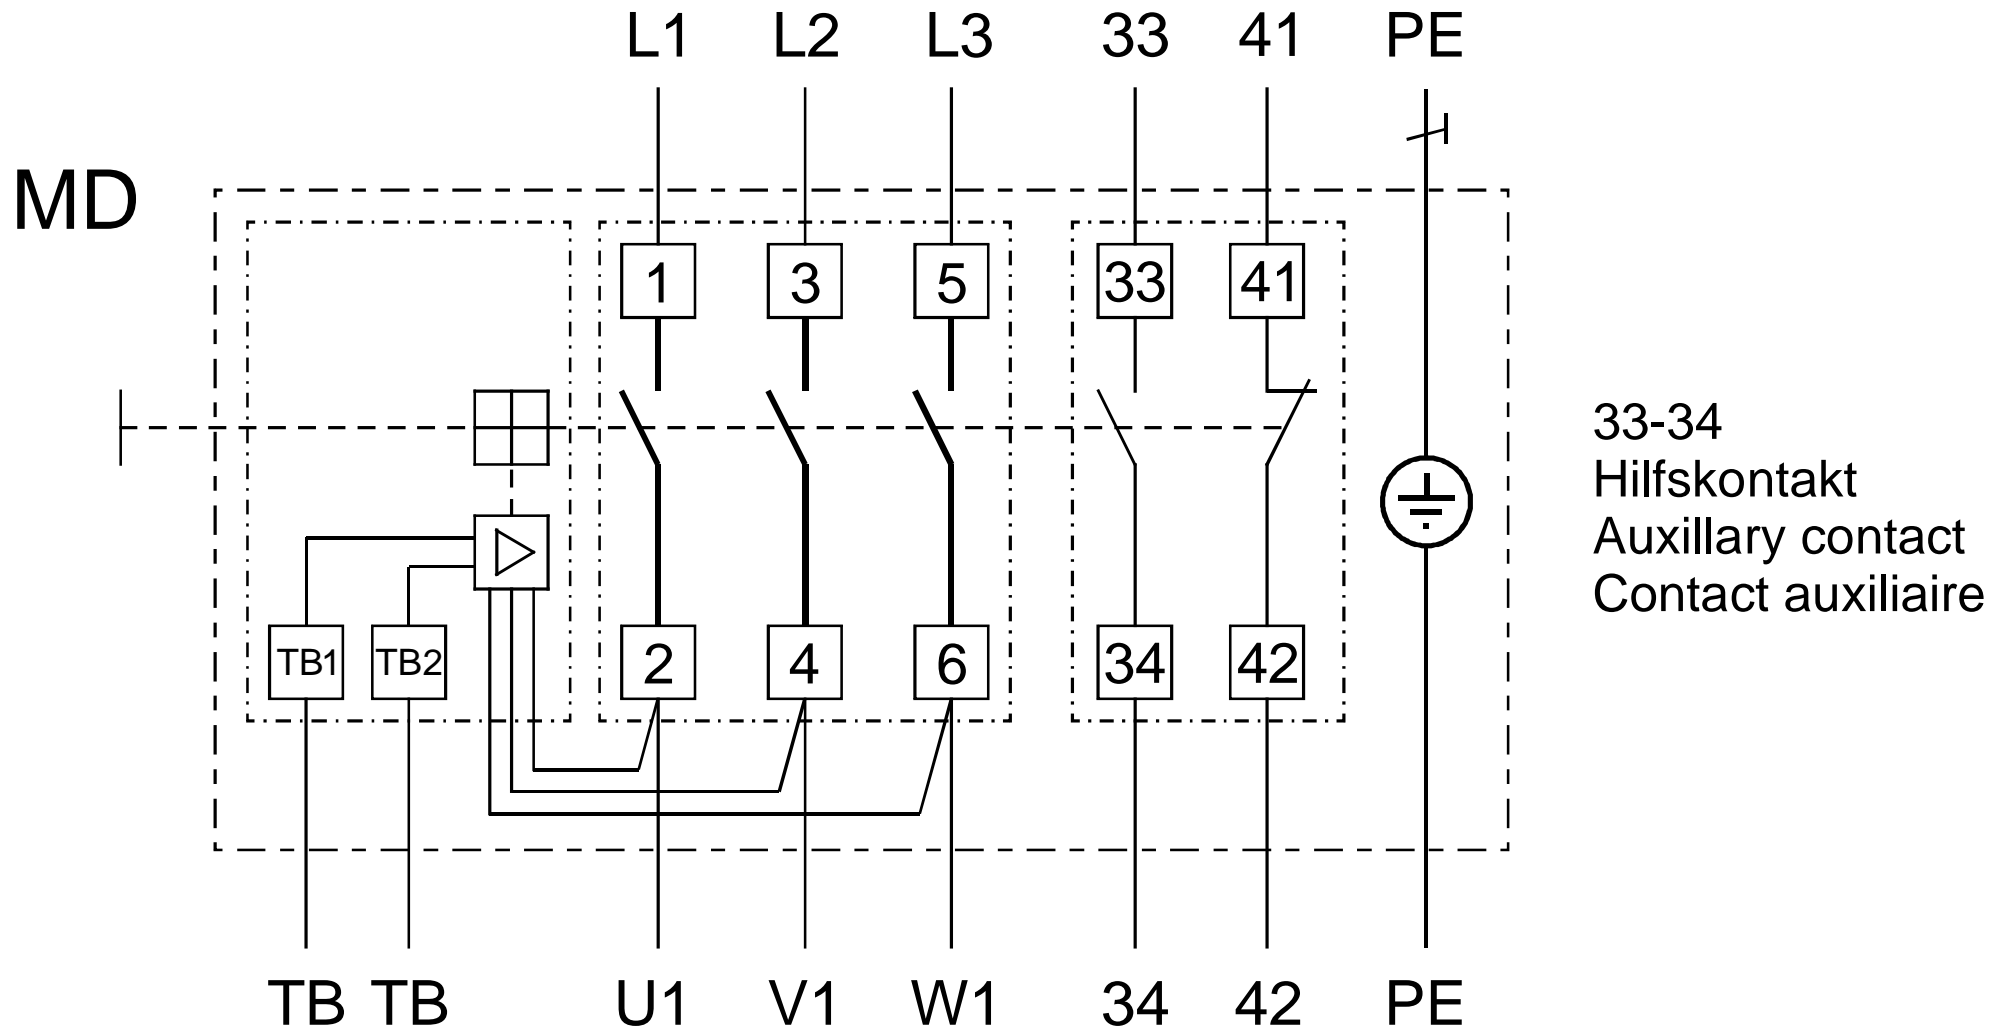 L1 L2 L3 33 41 PE
MD
1 3 5 33 41
33-34
Hilfskontakt
Auxillary contact
Contact auxiliaire
TB1 TB2 2 4 6 34 42
TB TB U1 V1 W1 34 42 PE